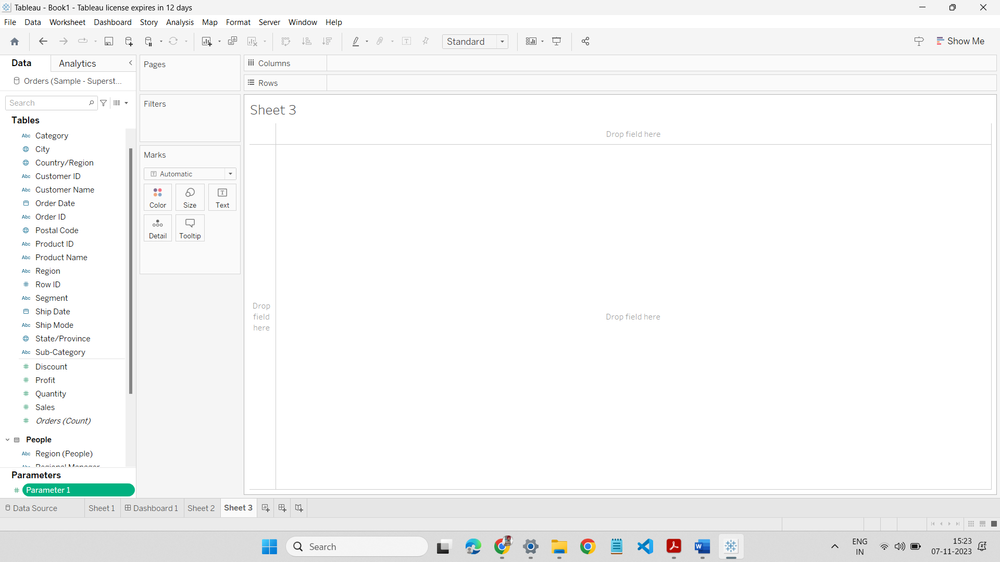 Tableau - Book1 - Tableau license expires in 12 days
File Data Worksheet Dashboard Story Analysis Map Format Server Window Help
Standard
Show Me
Data Analytics
Orders (Sample - Superst...
Search
Tables
Abc Category
City
Country/Region
Abc Customer ID
Abc Customer Name
Order Date
Abc Order ID
Postal Code
Abc Product ID
Abc Product Name
Abc Region
# Row ID
Abc Segment
Ship Date
Abc Ship Mode
State/Province
Abc Sub-Category
# Discount
# Profit
# Quantity
# Sales
# Orders (Count)
People
Abc Region (People)
Abc Regional Manager
Parameters
# Parameter 1
Pages
Filters
Marks
Automatic
Color Size Text
Detail Tooltip
Columns
Rows
Sheet 3
Drop field here
Drop
field
here
Drop field here
Data Source Sheet 1 Dashboard 1 Sheet 2 Sheet 3
Search
ENG
IN
15:23
07-11-2023